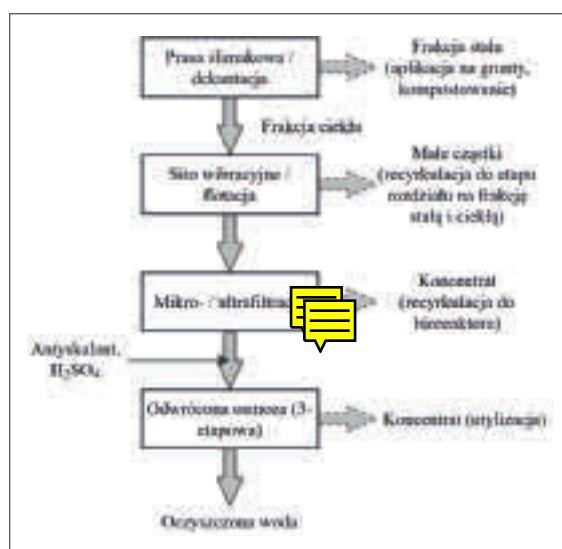 Prasa ślimakowa /
dekantacja
Frakcja stała
(aplikacja na grunty,
kompostowanie)
Frakcja ciekła
Sito wibracyjne /
flotacja
Małe cząstki
(recyrkulacja do etapu
rozdziału na frakcję
stałą i ciekłą)
Mikro- / ultrafiltrac
Koncentrat
(recyrkulacja do
bioreaktora)
Antyskalant,
H₂SO₄
Odwrócona osmoza (3-
etapowa)
Koncentrat (utylizacja)
Oczyszczona woda